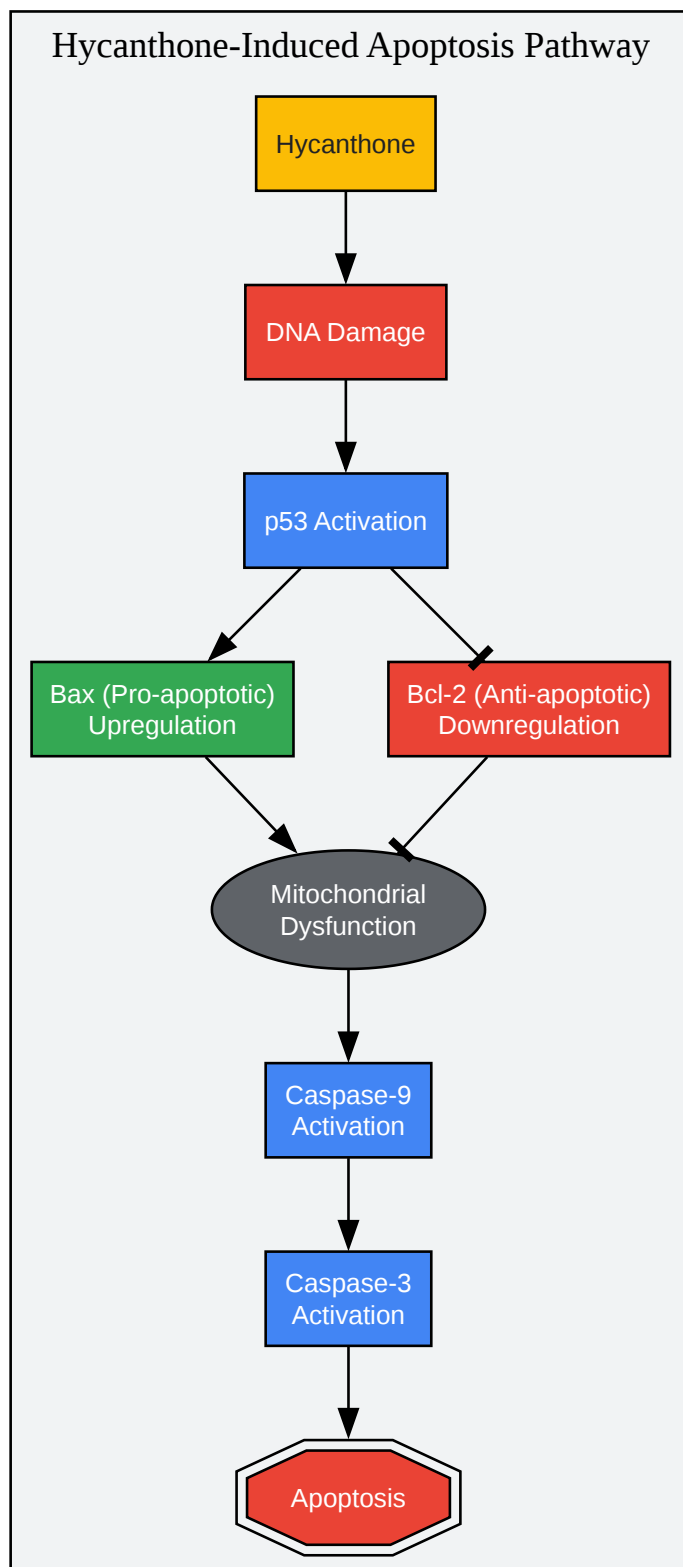 Hycanthone-Induced Apoptosis Pathway
Hycanthone
DNA Damage
p53 Activation
Bax (Pro-apoptotic)
Upregulation
Bcl-2 (Anti-apoptotic)
Downregulation
Mitochondrial
Dysfunction
Caspase-9
Activation
Caspase-3
Activation
Apoptosis